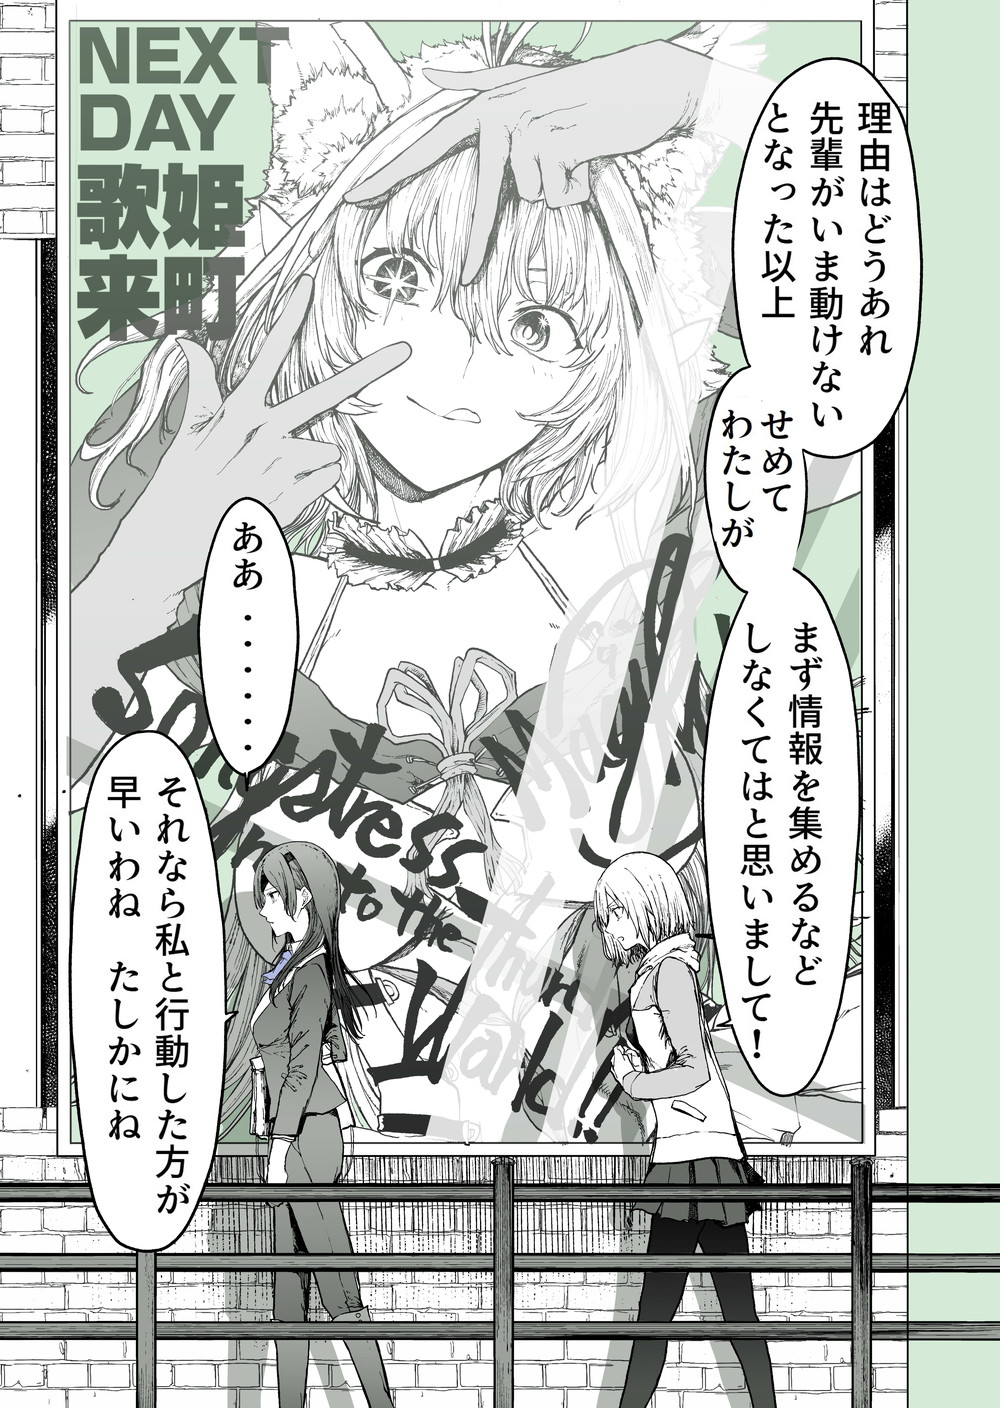 NEXT
DAY
歌姫
来町
理由はどうあれ
先輩がいま動けない
となった以上
せめて
わたしが
まず情報を集めるなど
しなくてはと思いまして！
ああ・・・・・・
それなら私と行動した方が
早いわね　たしかにね
Songstress
to the
World!!